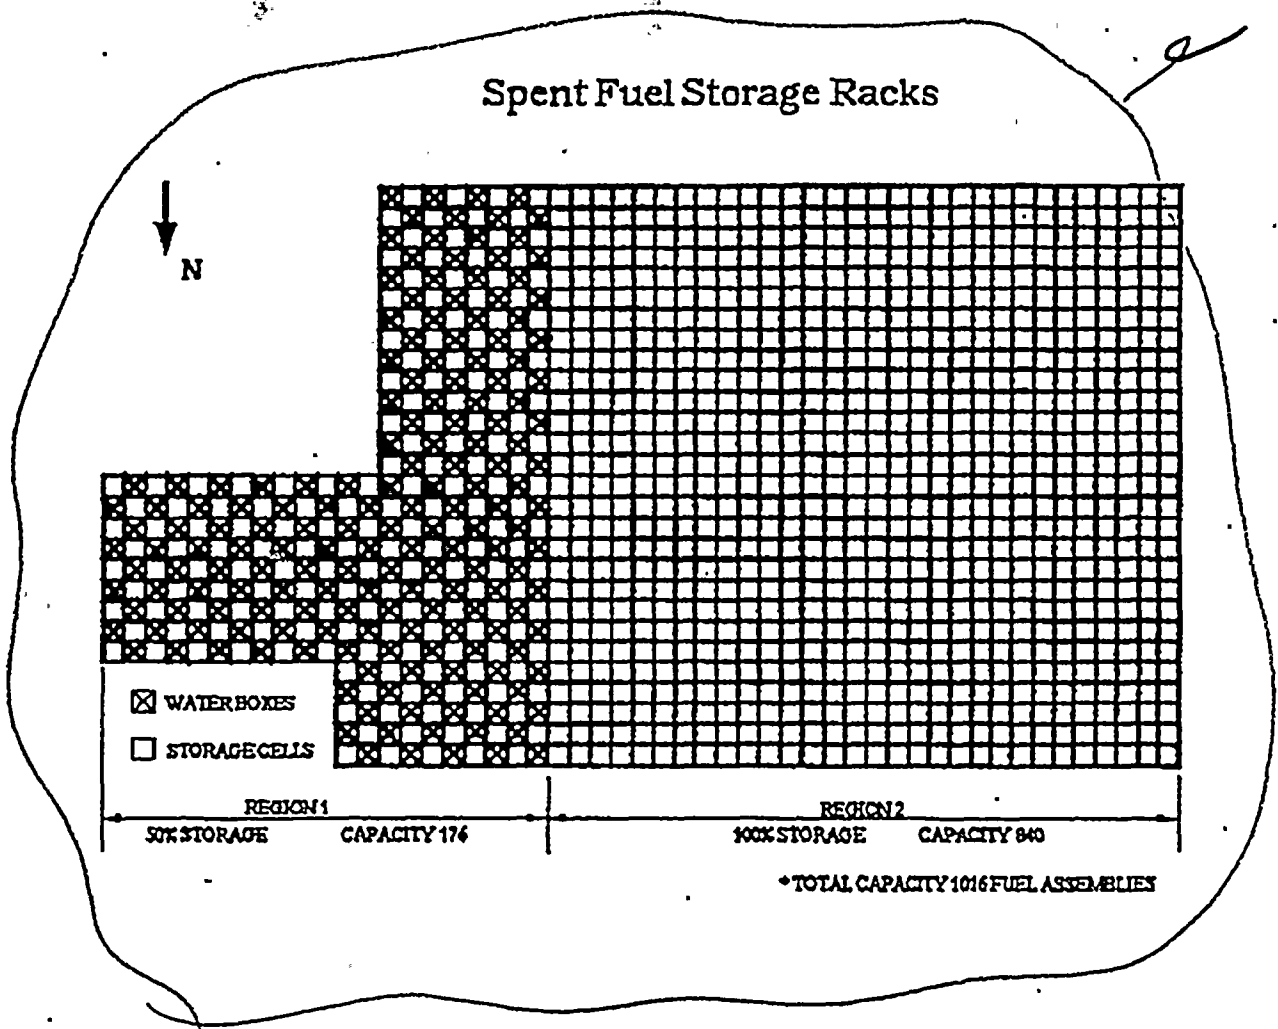 Spent Fuel Storage Racks
N
WATER BOXES
STORAGE CELLS
REGION 1
REGION 2
50% STORAGE CAPACITY 176
100% STORAGE CAPACITY 840
*TOTAL CAPACITY 1016 FUEL ASSEMBLIES